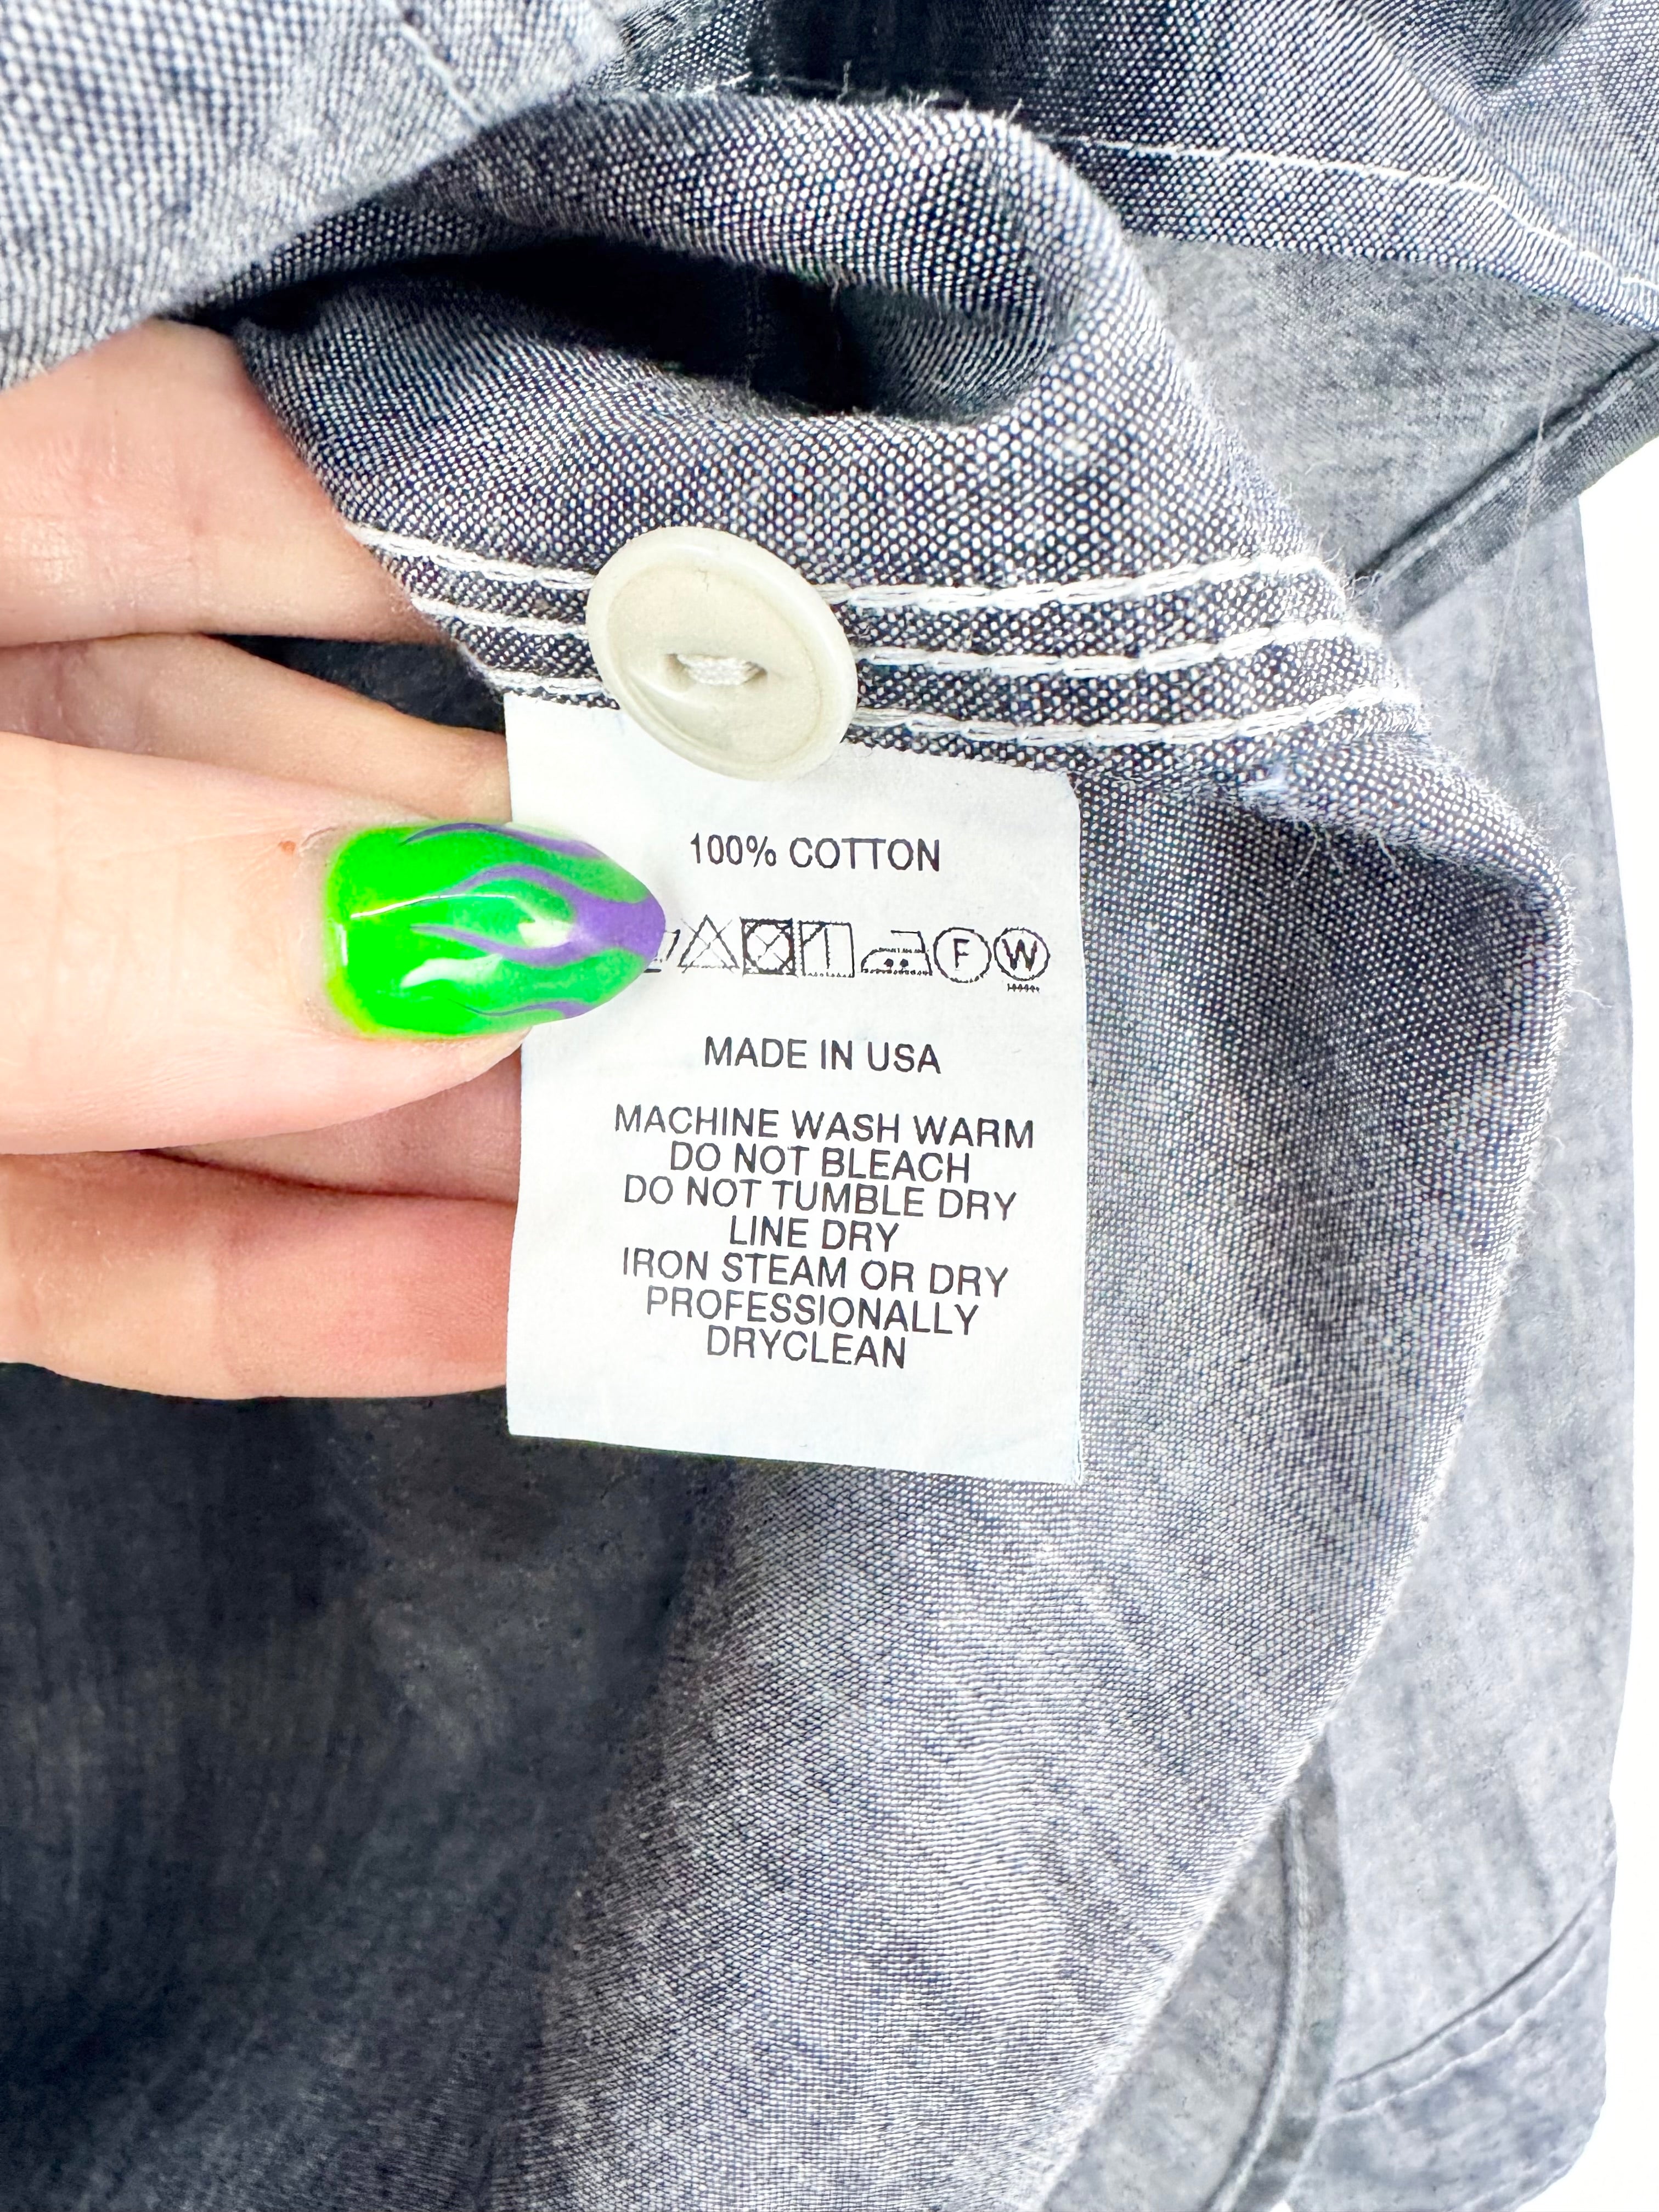 100% COTTON
F W
MADE IN USA
MACHINE WASH WARM
DO NOT BLEACH
DO NOT TUMBLE DRY
LINE DRY
IRON STEAM OR DRY
PROFESSIONALLY
DRYCLEAN